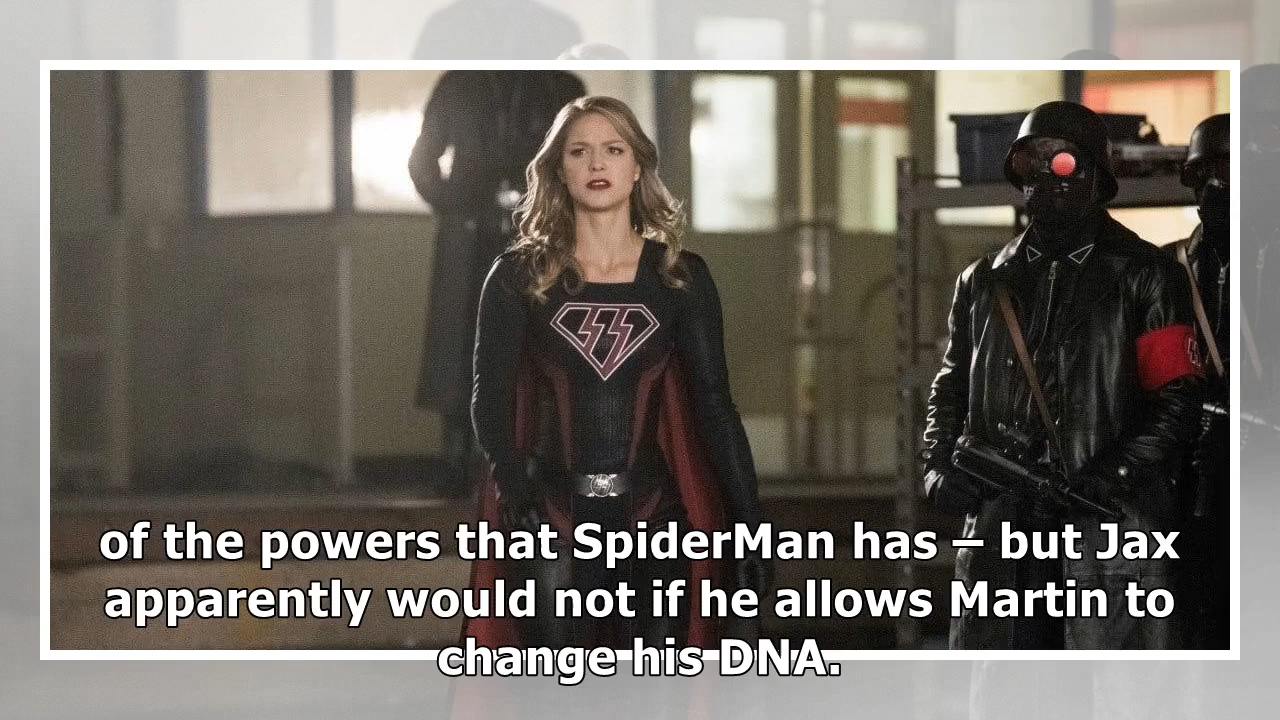 of the powers that SpiderMan has – but Jax
apparently would not if he allows Martin to
change his DNA.